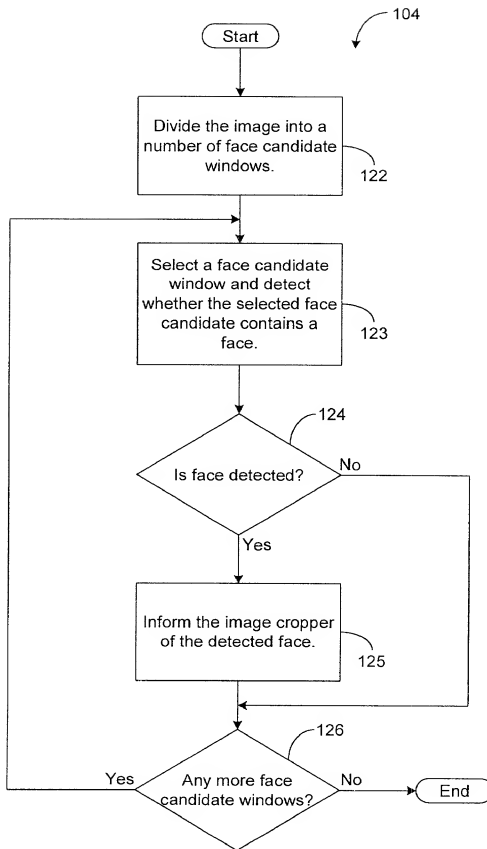 Start
104
Divide the image into a
number of face candidate
windows.
122
Select a face candidate
window and detect
whether the selected face
candidate contains a
face.
123
124
Is face detected?
No
Yes
Inform the image cropper
of the detected face.
125
126
Yes
Any more face
candidate windows?
No
End